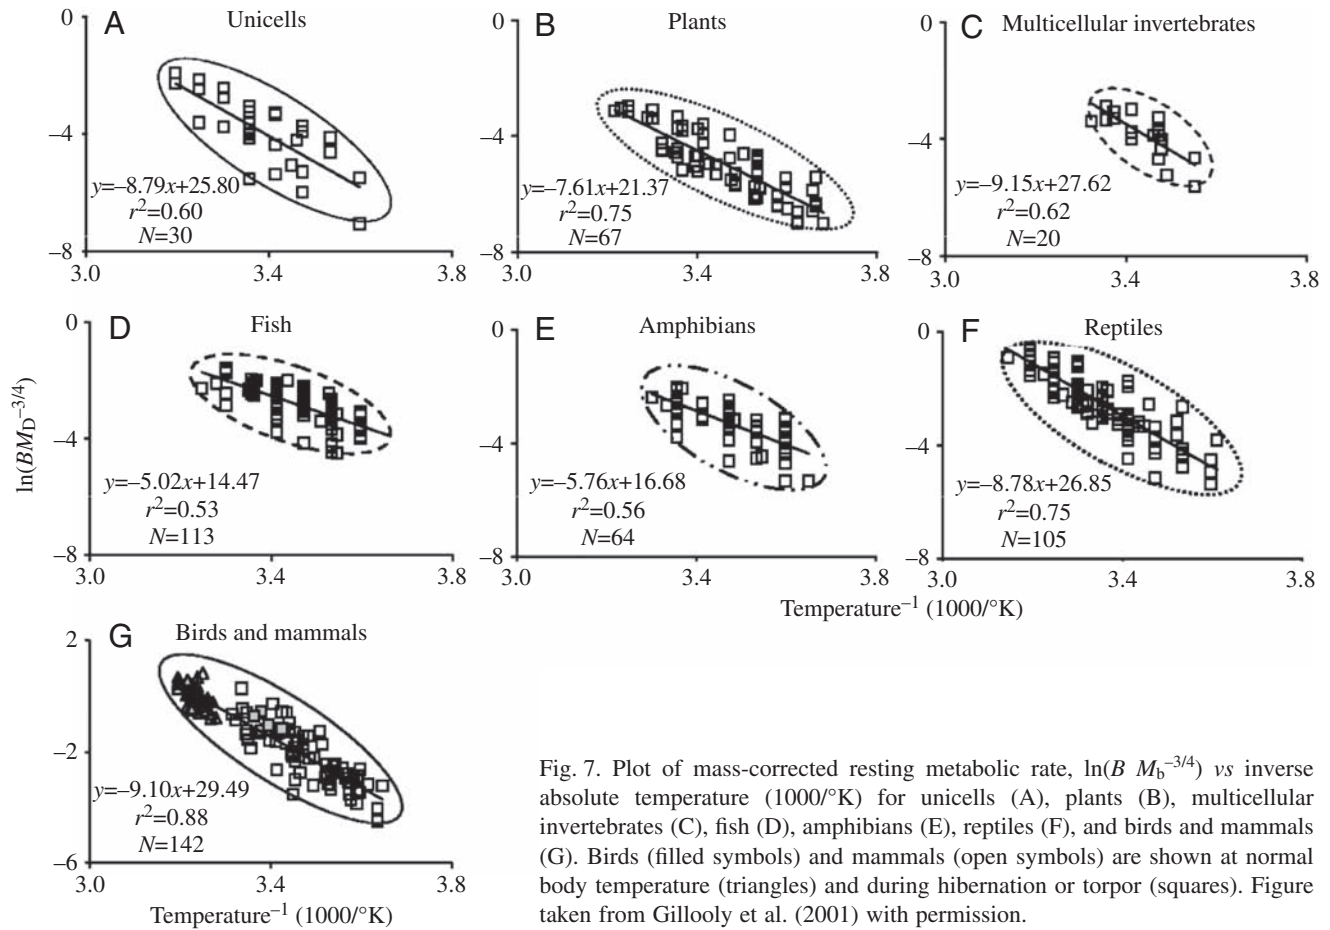 A Unicells
0
−4
−8
3.0 3.4 3.8
y=–8.79x+25.80
r²=0.60
N=30
B Plants
0
−4
−8
3.0 3.4 3.8
y=–7.61x+21.37
r²=0.75
N=67
C Multicellular invertebrates
0
−4
−8
3.0 3.4 3.8
y=–9.15x+27.62
r²=0.62
N=20
ln(BM_D^–3/4)
D Fish
0
−4
−8
3.0 3.4 3.8
y=–5.02x+14.47
r²=0.53
N=113
E Amphibians
0
−4
−8
3.0 3.4 3.8
y=–5.76x+16.68
r²=0.56
N=64
F Reptiles
0
−4
−8
3.0 3.4 3.8
y=–8.78x+26.85
r²=0.75
N=105
Temperature⁻¹ (1000/°K)
G Birds and mammals
2
−2
−6
3.0 3.4 3.8
y=–9.10x+29.49
r²=0.88
N=142
Temperature⁻¹ (1000/°K)
Fig. 7. Plot of mass-corrected resting metabolic rate, ln(B M_b^–3/4) vs inverse
absolute temperature (1000/°K) for unicells (A), plants (B), multicellular
invertebrates (C), fish (D), amphibians (E), reptiles (F), and birds and mammals
(G). Birds (filled symbols) and mammals (open symbols) are shown at normal
body temperature (triangles) and during hibernation or torpor (squares). Figure
taken from Gillooly et al. (2001) with permission.